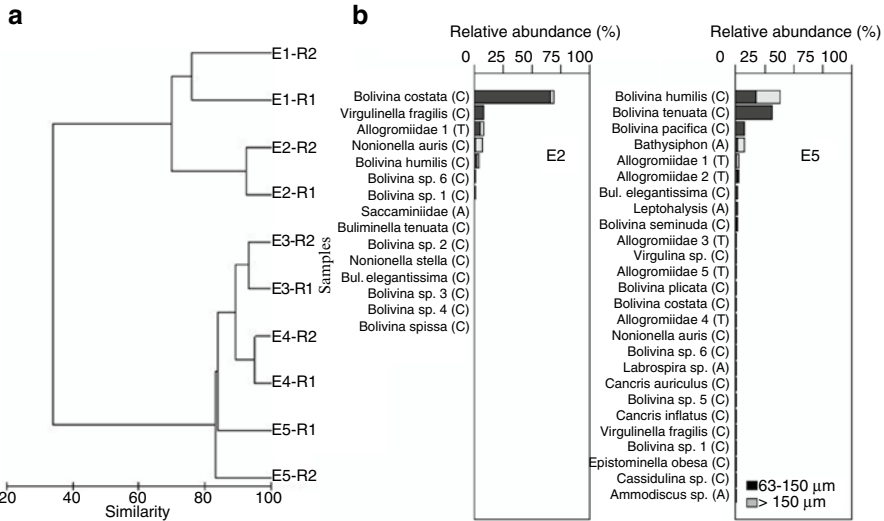 a
E1-R2
E1-R1
E2-R2
E2-R1
E3-R2
E3-R1
E4-R2
E4-R1
E5-R1
E5-R2
Samples
20 40 60 80 100
Similarity
b
Relative abundance (%)
0 25 50 75 100
Bolivina costata (C)
Virgulinella fragilis (C)
Allogromiidae 1 (T)
Nonionella auris (C)
Bolivina humilis (C)
Bolivina sp. 6 (C)
Bolivina sp. 1 (C)
Saccaminiidae (A)
Buliminella tenuata (C)
Bolivina sp. 2 (C)
Nonionella stella (C)
Bul. elegantissima (C)
Bolivina sp. 3 (C)
Bolivina sp. 4 (C)
Bolivina spissa (C)
E2
Relative abundance (%)
0 25 50 75 100
Bolivina humilis (C)
Bolivina tenuata (C)
Bolivina pacifica (C)
Bathysiphon (A)
Allogromiidae 1 (T)
Allogromiidae 2 (T)
Bul. elegantissima (C)
Leptohalysis (A)
Bolivina seminuda (C)
Allogromiidae 3 (T)
Virgulina sp. (C)
Allogromiidae 5 (T)
Bolivina plicata (C)
Bolivina costata (C)
Allogromiidae 4 (T)
Nonionella auris (C)
Bolivina sp. 6 (C)
Labrospira sp. (A)
Cancris auriculus (C)
Bolivina sp. 5 (C)
Cancris inflatus (C)
Virgulinella fragilis (C)
Bolivina sp. 1 (C)
Epistominella obesa (C)
Cassidulina sp. (C)
Ammodiscus sp. (A)
E5
63-150 µm
> 150 µm